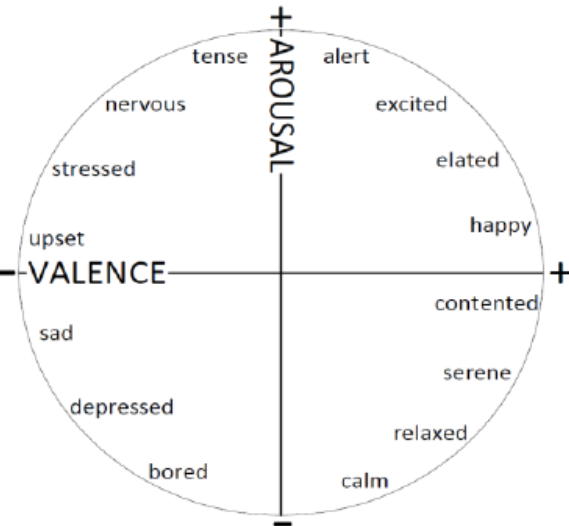 +
tense
alert
AROUSAL
nervous
excited
elated
stressed
happy
upset
- VALENCE +
contented
sad
serene
depressed
relaxed
bored
calm
-